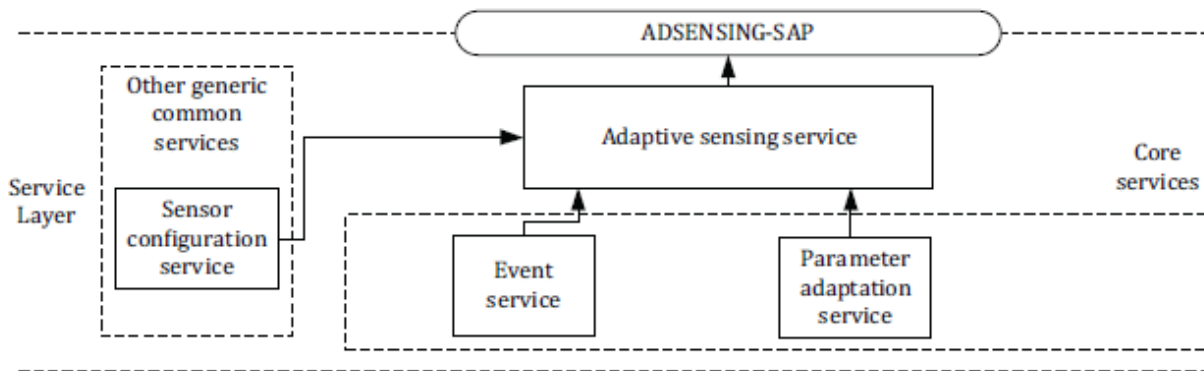 ADSENSING-SAP
Other generic
common
services
Adaptive sensing service
Core
services
Service
Layer
Sensor
configuration
service
Event
service
Parameter
adaptation
service